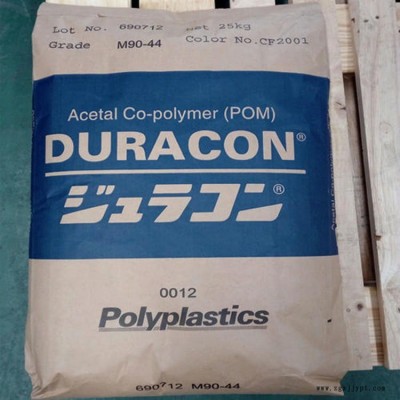 Lot No. 690712 Net 25kg
Grade M90-44 Color No.CF2001
Acetal Co-polymer (POM)
DURACON®
ジュラコン®
0012
Polyplastics
690712 M90-44